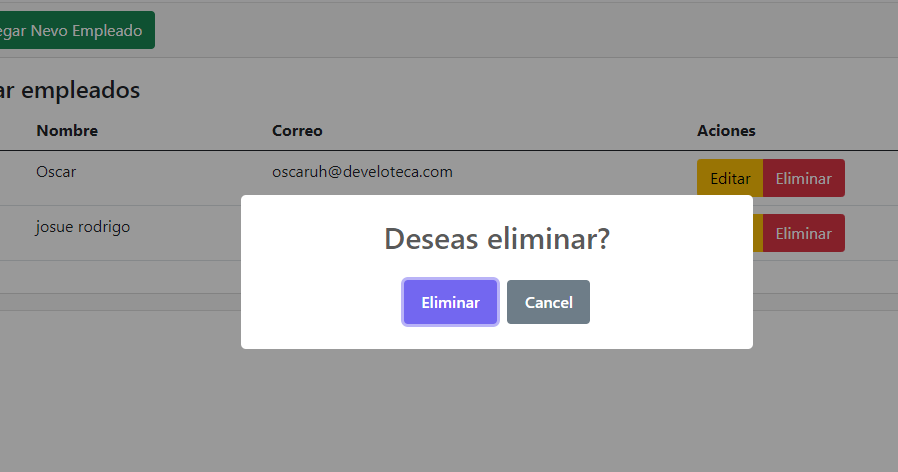 egar Nevo Empleado
ar empleados
Nombre Correo Aciones
Oscar oscaruh@develoteca.com Editar Eliminar
josue rodrigo Eliminar
Deseas eliminar?
Eliminar Cancel